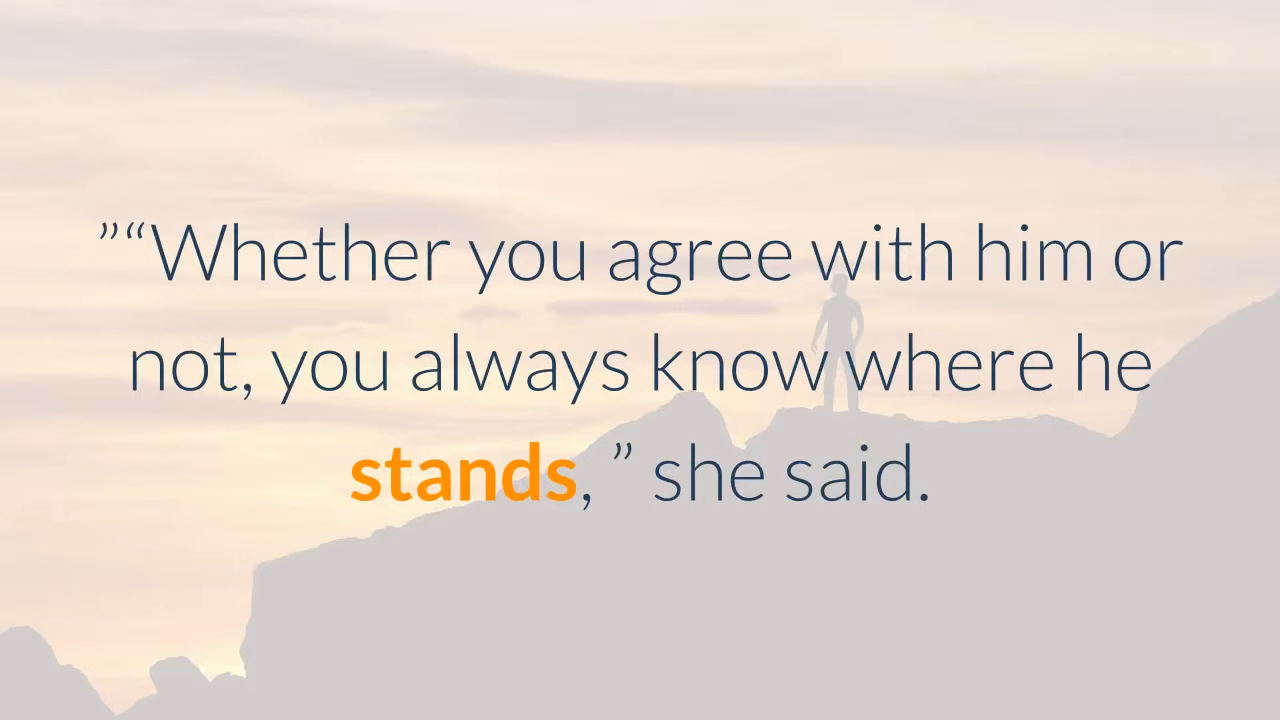 ”“Whether you agree with him or
not, you always know where he
stands, ” she said.